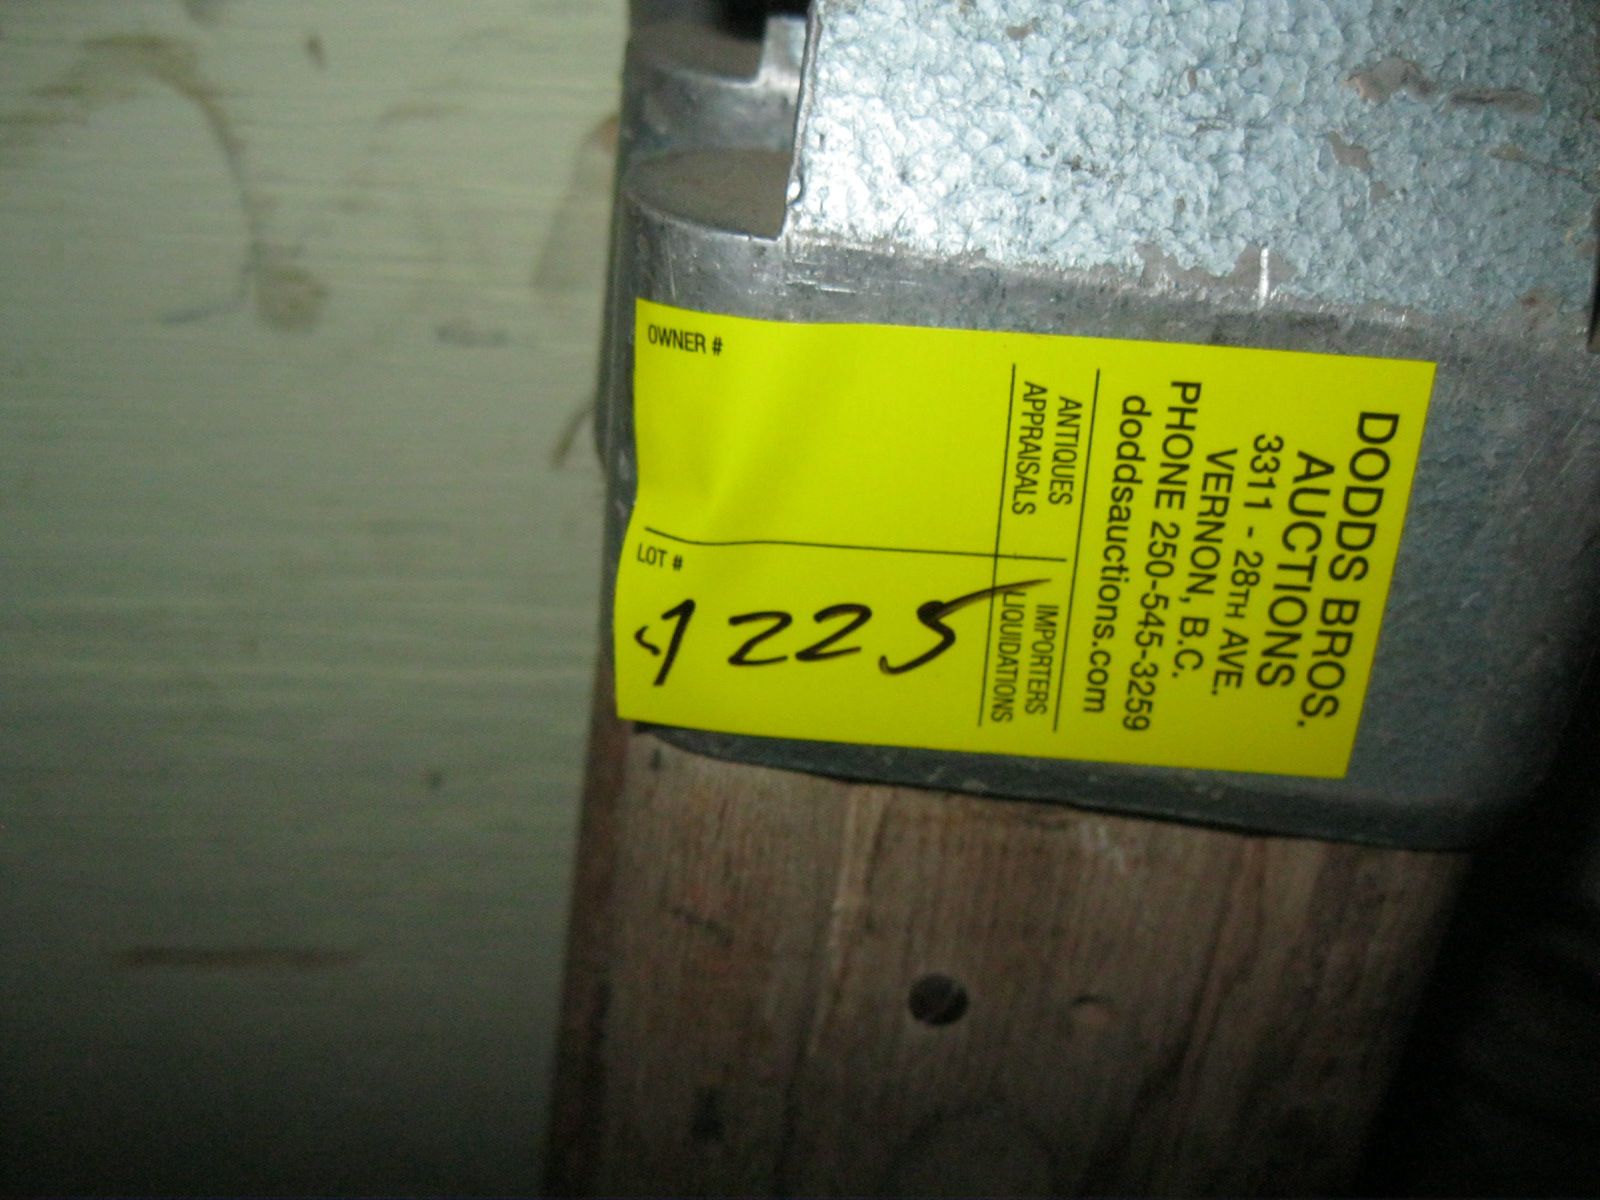 DODDS BROS.
AUCTIONS
3311 - 28TH AVE.
VERNON, B.C.
PHONE 250-545-3259
doddsauctions.com
ANTIQUES IMPORTERS
APPRAISALS LIQUIDATIONS
OWNER #
LOT #
1225